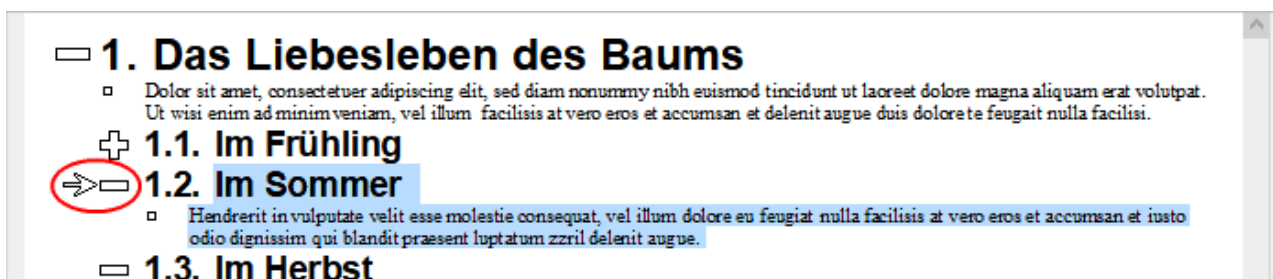 1. Das Liebesleben des Baums
Dolor sit amet, consectetuer adipiscing elit, sed diam nonummy nibh euismod tincidunt ut laoreet dolore magna aliquam erat volutpat.
Ut wisi enim ad minim veniam, vel illum facilisis at vero eros et accumsan et delenit augue duis dolore te feugait nulla facilisi.
1.1. Im Frühling
1.2. Im Sommer
Hendrerit in vulputate velit esse molestie consequat, vel illum dolore eu feugiat nulla facilisis at vero eros et accumsan et iusto
odio dignissim qui blandit praesent luptatum zzril delenit augue.
1.3. Im Herbst